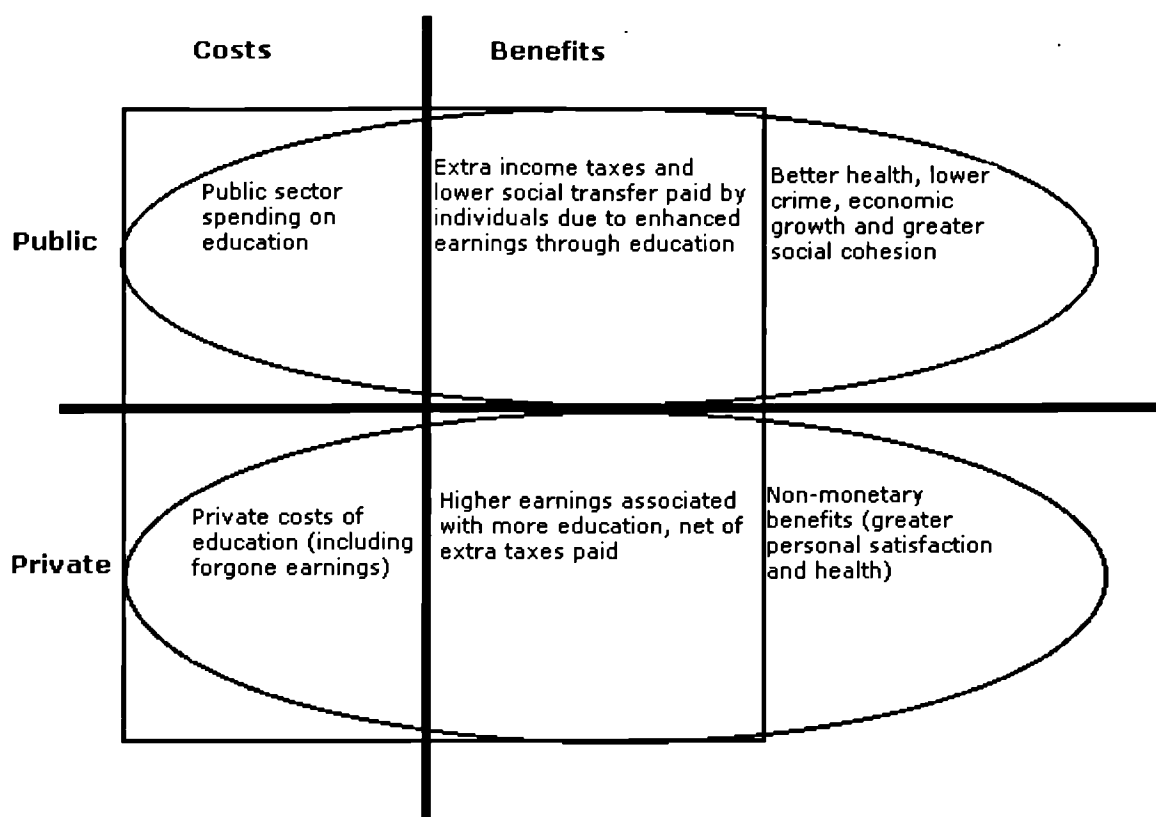 Costs
Benefits
Public
Public sector
spending on
education
Extra income taxes and
lower social transfer paid by
individuals due to enhanced
earnings through education
Better health, lower
crime, economic
growth and greater
social cohesion
Private
Private costs of
education (including
forgone earnings)
Higher earnings associated
with more education, net of
extra taxes paid
Non-monetary
benefits (greater
personal satisfaction
and health)